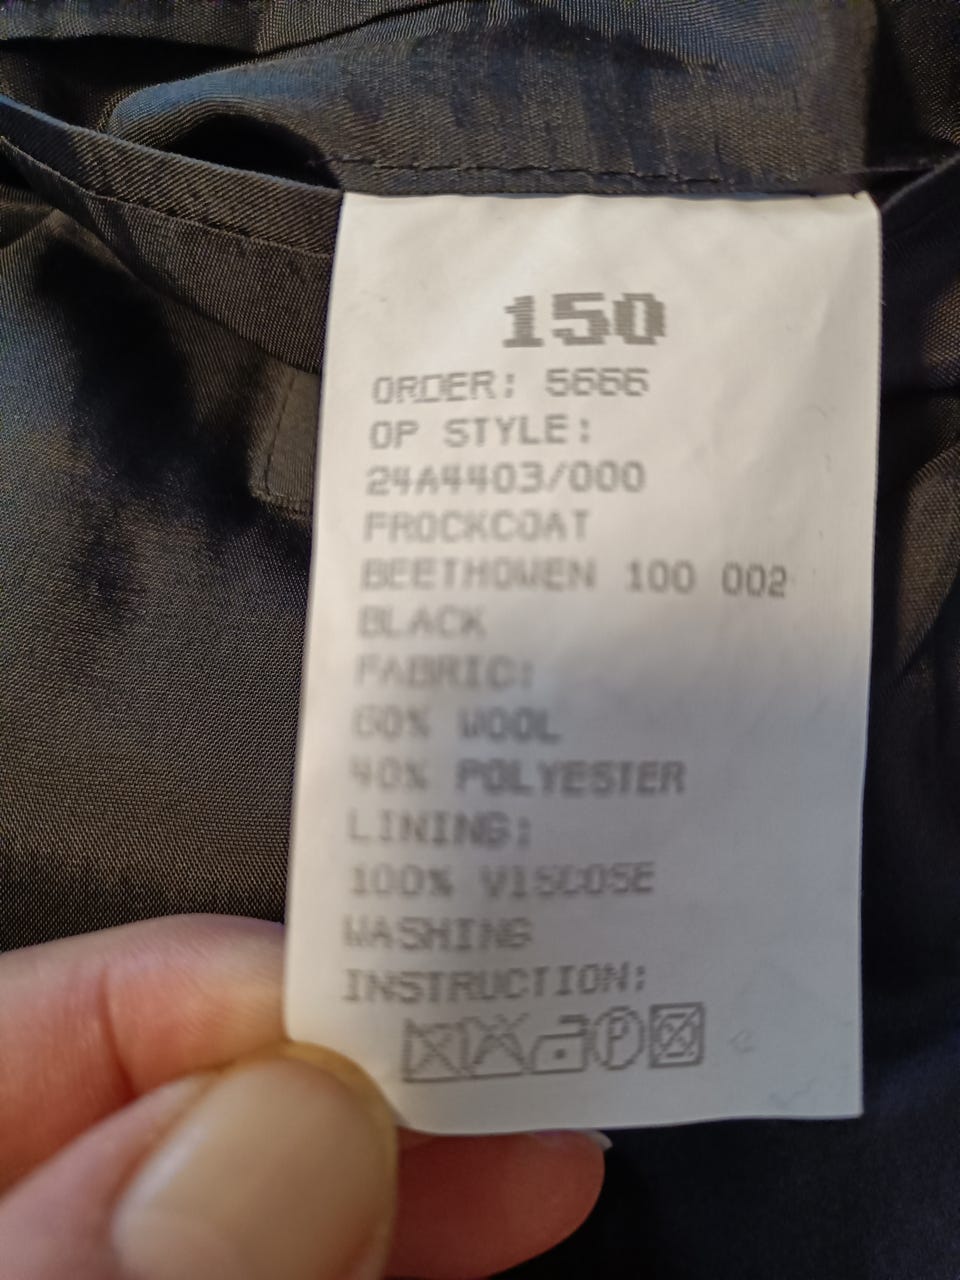 150
ORDER: 5666
OP STYLE:
24A4403/000
FROCKCOAT
BEETHOWEN 100 002
BLACK
FABRIC:
60% WOOL
40% POLYESTER
LINING:
100% VISCOSE
WASHING
INSTRUCTION:
P